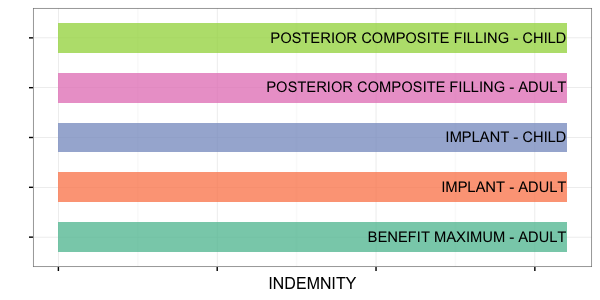 POSTERIOR COMPOSITE FILLING - CHILD
POSTERIOR COMPOSITE FILLING - ADULT
IMPLANT - CHILD
IMPLANT - ADULT
BENEFIT MAXIMUM - ADULT
INDEMNITY